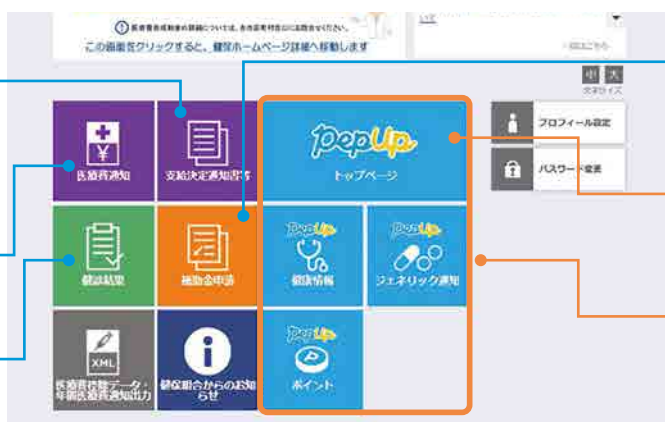 この画面をクリックすると、健保ホームページ詳細へ移動します
中 大
文字サイズ
医療費通知
支給決定通知書等
pepUp
トップページ
プロフィール設定
パスワード変更
健診結果
補助金申請
pepUp
健康情報
pepUp
ジェネリック通知
XML
医療費控除データ・
年間医療費通知出力
健保組合からのお知
らせ
pepUp
ポイント